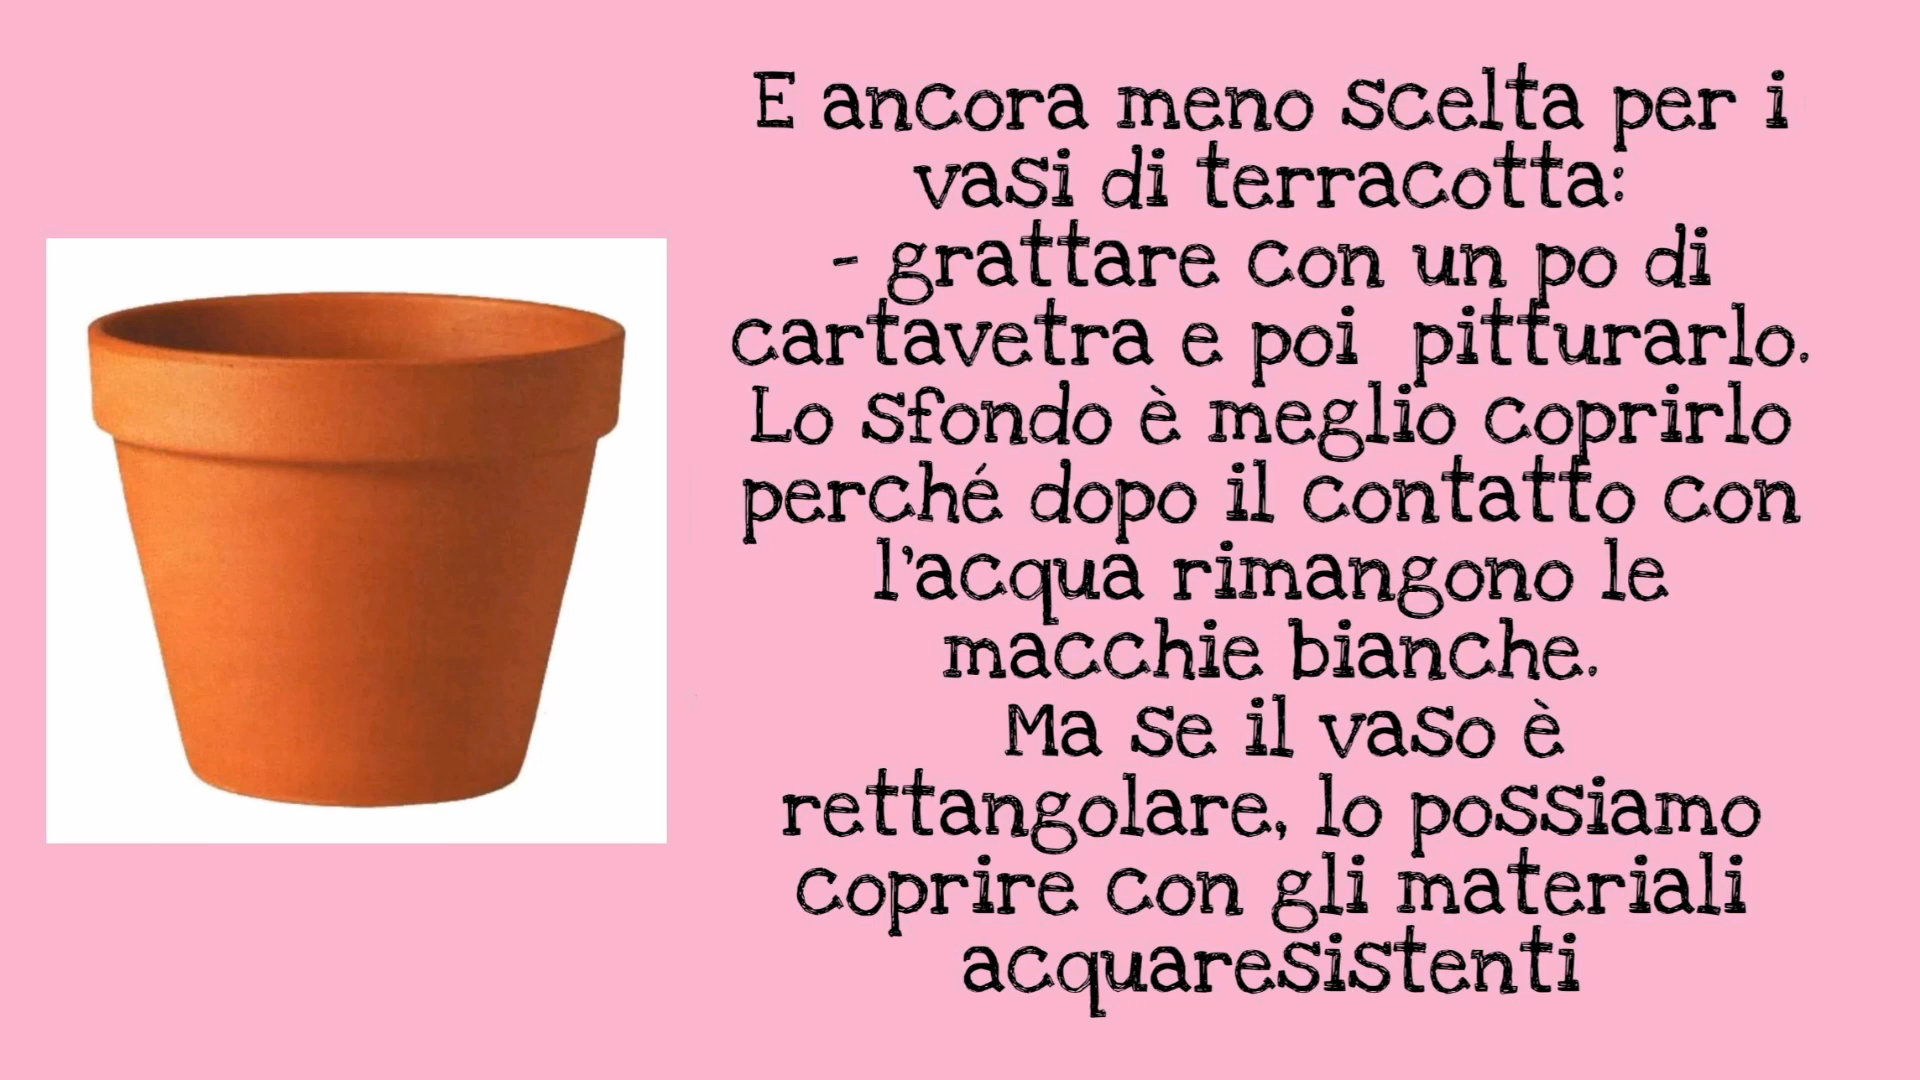 E ancora meno scelta per i
vasi di terracotta:
- grattare con un po di
cartavetra e poi pitturarlo.
Lo sfondo è meglio coprirlo
perché dopo il contatto con
l'acqua rimangono le
macchie bianche.
Ma se il vaso è
rettangolare, lo possiamo
coprire con gli materiali
acquaresistenti